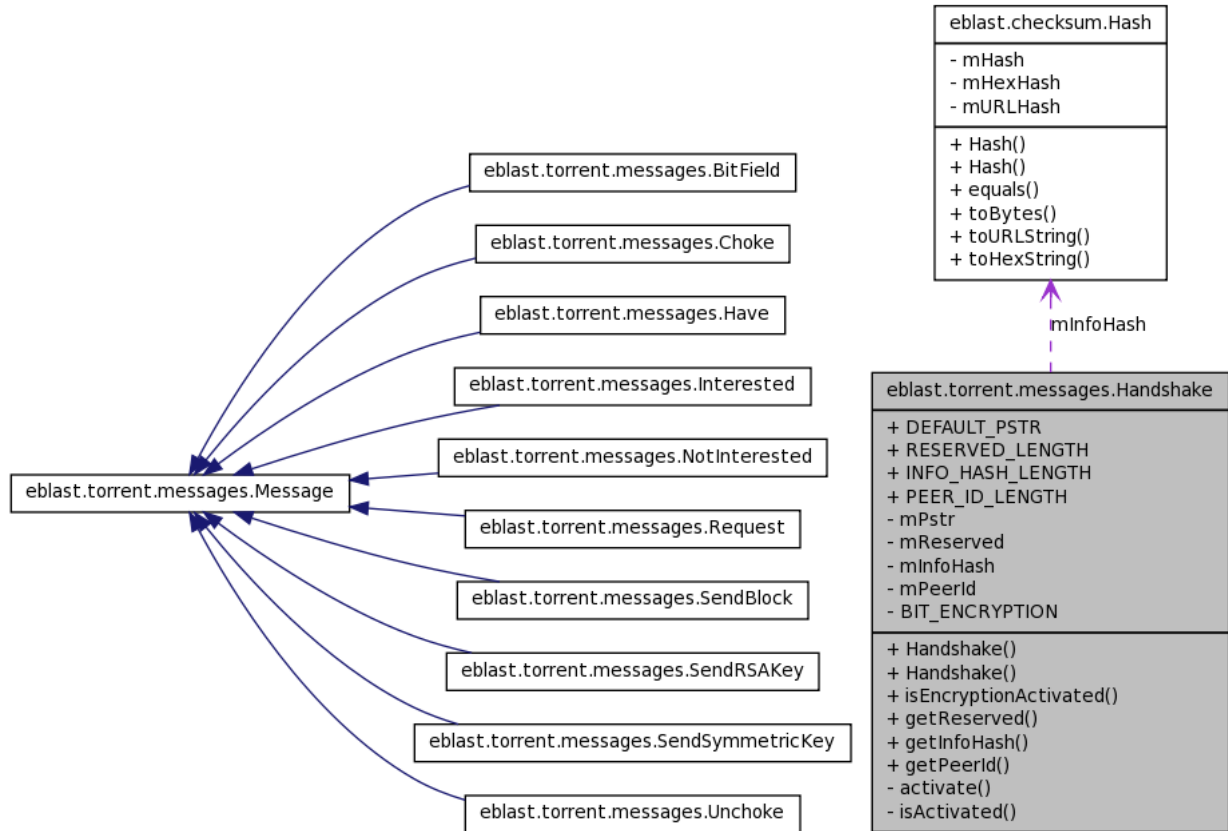 eblast.torrent.messages.Message
eblast.torrent.messages.BitField
eblast.torrent.messages.Choke
eblast.torrent.messages.Have
eblast.torrent.messages.Interested
eblast.torrent.messages.NotInterested
eblast.torrent.messages.Request
eblast.torrent.messages.SendBlock
eblast.torrent.messages.SendRSAKey
eblast.torrent.messages.SendSymmetricKey
eblast.torrent.messages.Unchoke
eblast.checksum.Hash
- mHash
- mHexHash
- mURLHash
+ Hash()
+ Hash()
+ equals()
+ toBytes()
+ toURLString()
+ toHexString()
mInfoHash
eblast.torrent.messages.Handshake
+ DEFAULT_PSTR
+ RESERVED_LENGTH
+ INFO_HASH_LENGTH
+ PEER_ID_LENGTH
- mPstr
- mReserved
- mInfoHash
- mPeerId
- BIT_ENCRYPTION
+ Handshake()
+ Handshake()
+ isEncryptionActivated()
+ getReserved()
+ getInfoHash()
+ getPeerId()
- activate()
- isActivated()